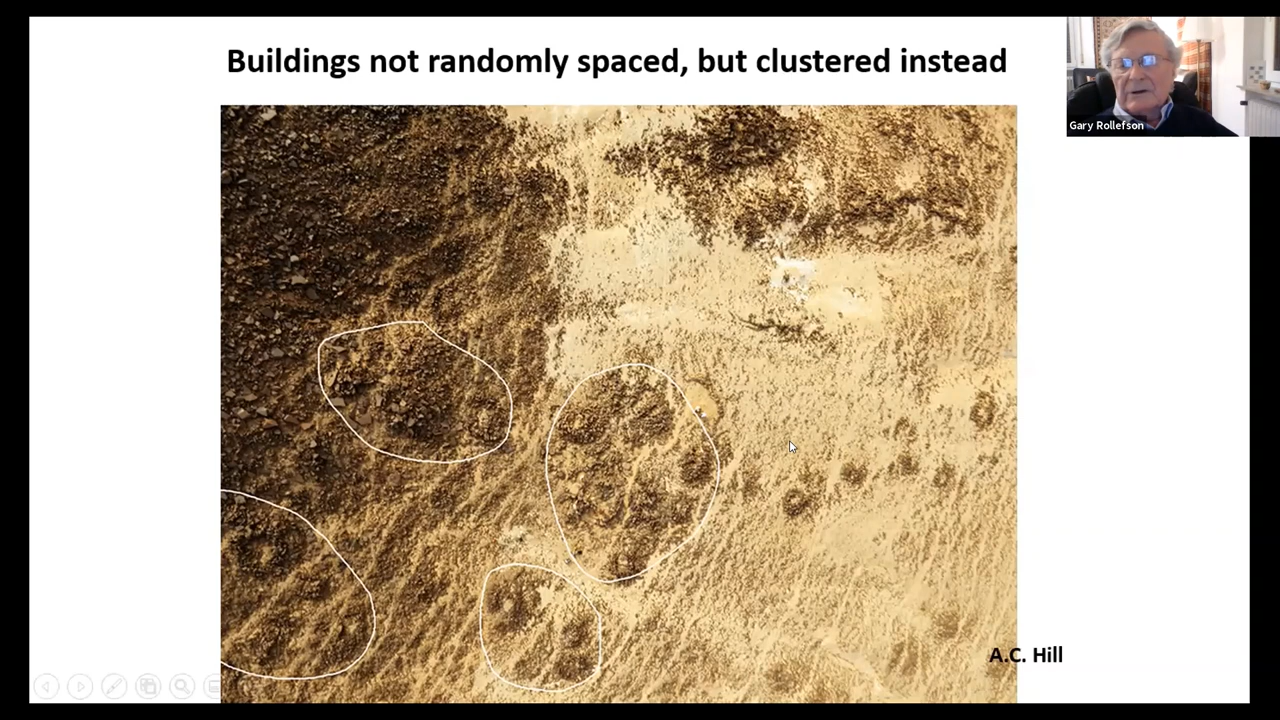 Buildings not randomly spaced, but clustered instead
Gary Rollefson
A.C. Hill